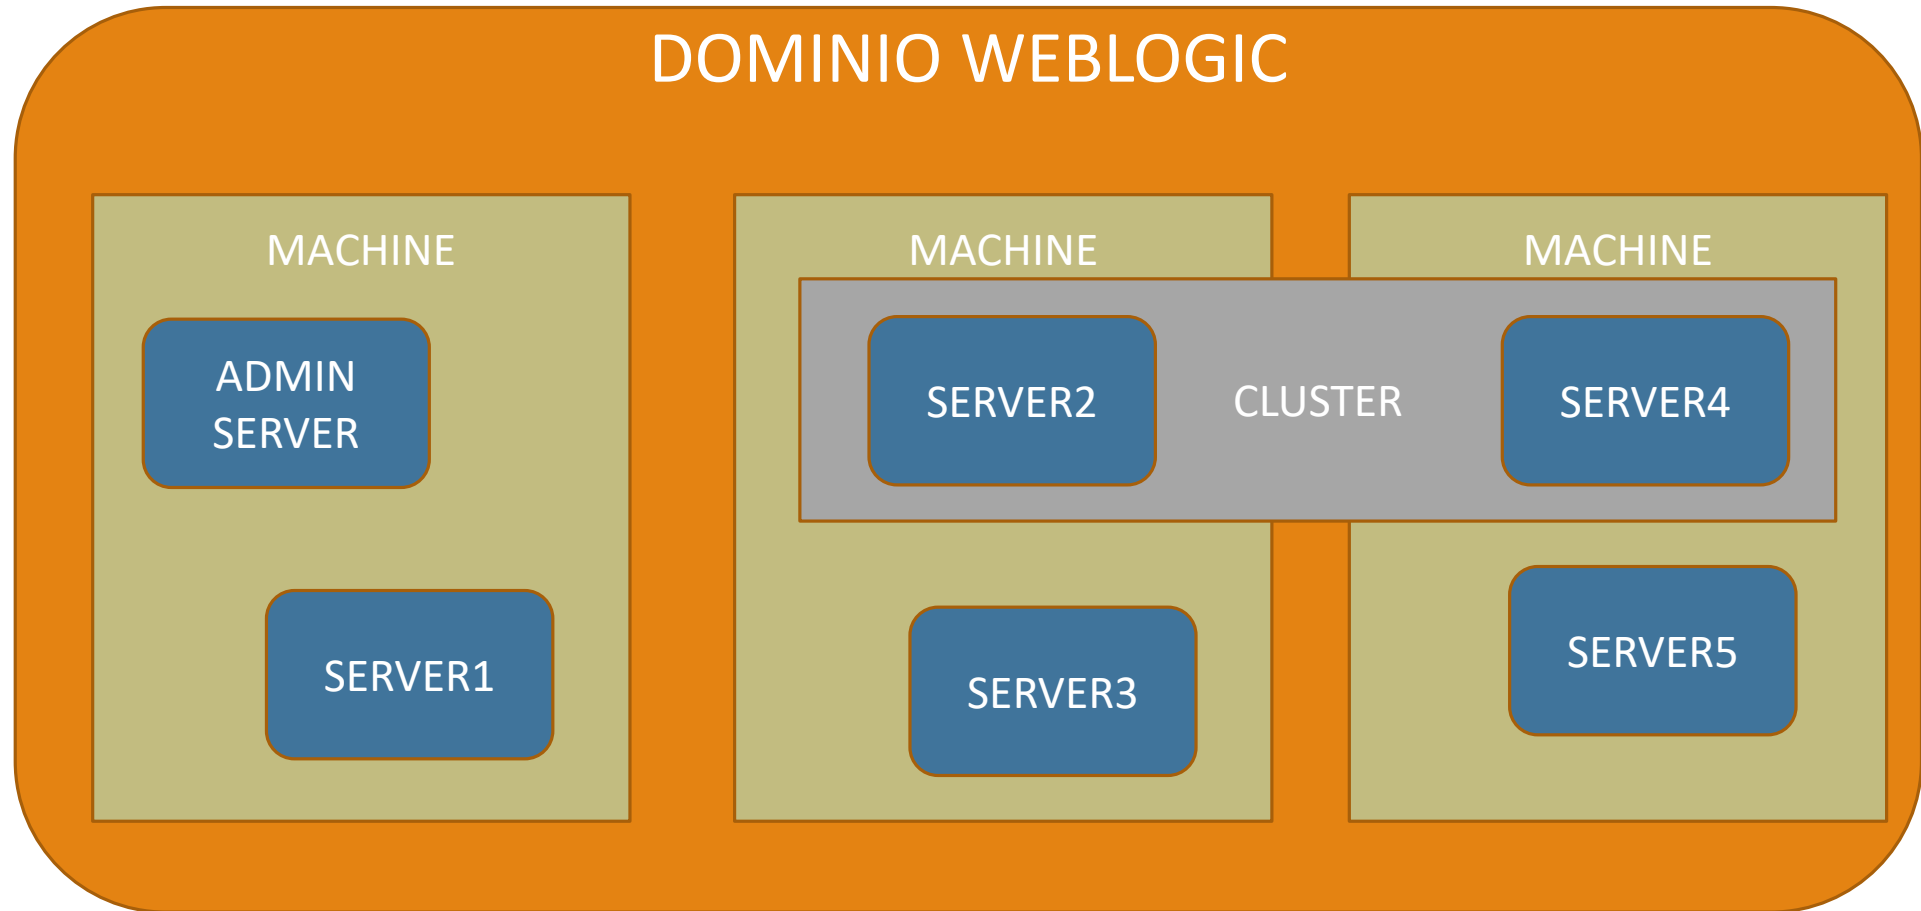 DOMINIO WEBLOGIC
MACHINE
ADMIN
SERVER
SERVER1
MACHINE
MACHINE
SERVER2
CLUSTER
SERVER4
SERVER3
SERVER5